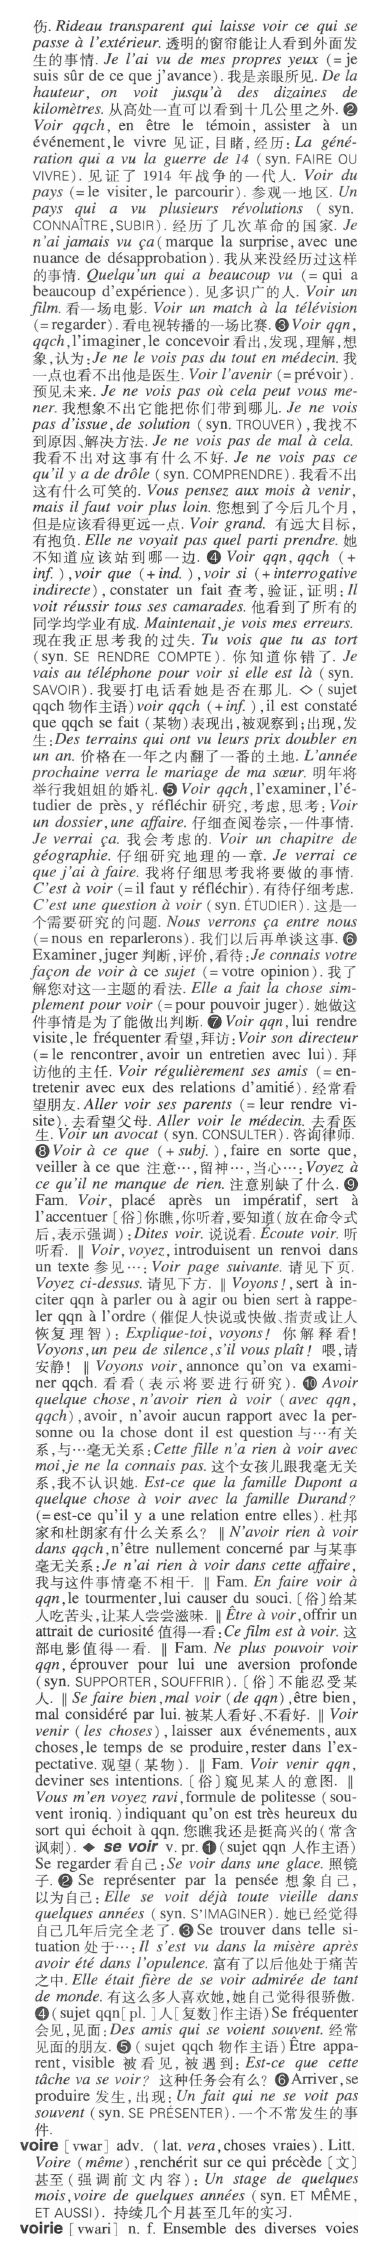 伤. Rideau transparent qui laisse voir ce qui se
passe à l'extérieur. 透明的窗帘能让人看到外面发
生的事情. Je l'ai vu de mes propres yeux (= je
suis sûr de ce que j'avance). 我是亲眼所见. De la
hauteur, on voit jusqu'à des dizaines de
kilomètres. 从高处一直可以看到十几公里之外. ❷
Voir qqch, en être le témoin, assister à un
événement, le vivre 见证, 目睹, 经历: La géné-
ration qui a vu la guerre de 14 (syn. FAIRE OU
VIVRE). 见证了 1914 年战争的一代人. Voir du
pays (= le visiter, le parcourir). 参观一地区. Un
pays qui a vu plusieurs révolutions ( syn.
CONNAÎTRE, SUBIR). 经历了几次革命的国家. Je
n'ai jamais vu ça (marque la surprise, avec une
nuance de désapprobation). 我从来没经历过这样
的事情. Quelqu'un qui a beaucoup vu (= qui a
beaucoup d'expérience). 见多识广的人. Voir un
film. 看一场电影. Voir un match à la télévision
(= regarder). 看电视转播的一场比赛. ❸ Voir qqn,
qqch, l'imaginer, le concevoir 看出, 发现, 理解, 想
象, 认为: Je ne le vois pas du tout en médecin. 我
一点也看不出他是医生. Voir l'avenir (= prévoir).
预见未来. Je ne vois pas où cela peut vous me-
ner. 我想象不出它能把你们带到哪儿. Je ne vois
pas d'issue, de solution (syn. TROUVER), 我找不
到原因、解决方法. Je ne vois pas de mal à cela.
我看不出对这事有什么不好. Je ne vois pas ce
qu'il y a de drôle (syn. COMPRENDRE). 我看不出
这有什么可笑的. Vous pensez aux mois à venir,
mais il faut voir plus loin. 您想到了今后几个月,
但是应该看得更远一点. Voir grand. 有远大目标,
有抱负. Elle ne voyait pas quel parti prendre. 她
不知道应该站到哪一边. ❹ Voir qqn, qqch ( +
inf. ), voir que ( + ind. ), voir si ( + interrogative
indirecte), constater un fait 查考, 验证, 证明: Il
voit réussir tous ses camarades. 他看到了所有的
同学均学业有成. Maintenait, je vois mes erreurs.
现在我正思考我的过失. Tu vois que tu as tort
(syn. SE RENDRE COMPTE). 你知道你错了. Je
vais au téléphone pour voir si elle est là ( syn.
SAVOIR). 我要打电话看她是否在那儿. ◇ (sujet
qqch 物作主语) voir qqch ( + inf. ), il est constaté
que qqch se fait (某物)表现出, 被观察到; 出现, 发
生: Des terrains qui ont vu leurs prix doubler en
un an. 价格在一年之内翻了一番的土地. L'année
prochaine verra le mariage de ma sœur. 明年将
举行我姐姐的婚礼. ❺ Voir qqch, l'examiner, l'é-
tudier de près, y réfléchir 研究, 考虑, 思考: Voir
un dossier, une affaire. 仔细查阅卷宗, 一件事情.
Je verrai ça. 我会考虑的. Voir un chapitre de
géographie. 仔细研究地理的一章. Je verrai ce
que j'ai à faire. 我将仔细思考我将要做的事情.
C'est à voir (= il faut y réfléchir). 有待仔细考虑.
C'est une question à voir (syn. ÉTUDIER). 这是一
个需要研究的问题. Nous verrons ça entre nous
(= nous en reparlerons). 我们以后再单谈这事. ❻
Examiner, juger 判断, 评价, 看待: Je connais votre
façon de voir à ce sujet (= votre opinion). 我了
解您对这一主题的看法. Elle a fait la chose sim-
plement pour voir (= pour pouvoir juger). 她做这
件事情是为了能做出判断. ❼ Voir qqn, lui rendre
visite, le fréquenter 看望, 拜访: Voir son directeur
(= le rencontrer, avoir un entretien avec lui). 拜
访他的主任. Voir régulièrement ses amis (= en-
tretenir avec eux des relations d'amitié). 经常看
望朋友. Aller voir ses parents (= leur rendre vi-
site). 去看望父母. Aller voir le médecin. 去看医
生. Voir un avocat (syn. CONSULTER). 咨询律师.
❽ Voir à ce que ( + subj. ), faire en sorte que,
veiller à ce que 注意…, 留神…, 当心…: Voyez à
ce qu'il ne manque de rien. 注意别缺了什么. ❾
Fam. Voir, placé après un impératif, sert à
l'accentuer [俗]你瞧, 你听着, 要知道(放在命令式
后, 表示强调): Dites voir. 说说看. Écoute voir. 听
听看. ‖ Voir, voyez, introduisent un renvoi dans
un texte 参见…: Voir page suivante. 请见下页.
Voyez ci-dessus. 请见下方. ‖ Voyons!, sert à in-
citer qqn à parler ou à agir ou bien sert à rappe-
ler qqn à l'ordre (催促人快说或快做、指责或让人
恢复理智): Explique-toi, voyons! 你解释看!
Voyons, un peu de silence, s'il vous plaît! 喂, 请
安静! ‖ Voyons voir, annonce qu'on va exami-
ner qqch. 看看(表示将要进行研究). ❿ Avoir
quelque chose, n'avoir rien à voir (avec qqn,
qqch), avoir, n'avoir aucun rapport avec la per-
sonne ou la chose dont il est question 与…有关
系, 与…毫无关系: Cette fille n'a rien à voir avec
moi, je ne la connais pas. 这个女孩儿跟我毫无关
系, 我不认识她. Est-ce que la famille Dupont a
quelque chose à voir avec la famille Durand?
(= est-ce qu'il y a une relation entre elles). 杜邦
家和杜朗家有什么关系么? ‖ N'avoir rien à voir
dans qqch, n'être nullement concerné par 与某事
毫无关系: Je n'ai rien à voir dans cette affaire,
我与这件事情毫不相干. ‖ Fam. En faire voir à
qqn, le tourmenter, lui causer du souci. [俗]给某
人吃苦头, 让某人尝尝滋味. ‖ Être à voir, offrir un
attrait de curiosité 值得一看: Ce film est à voir. 这
部电影值得一看. ‖ Fam. Ne plus pouvoir voir
qqn, éprouver pour lui une aversion profonde
(syn. SUPPORTER, SOUFFRIR). [俗]不能忍受某
人. ‖ Se faire bien, mal voir (de qqn), être bien,
mal considéré par lui. 被某人看好、不看好. ‖ Voir
venir (les choses), laisser aux événements, aux
choses, le temps de se produire, rester dans l'ex-
pectative. 观望(某物). ‖ Fam. Voir venir qqn,
deviner ses intentions. [俗]窥见某人的意图. ‖
Vous m'en voyez ravi, formule de politesse (sou-
vent ironiq. ) indiquant qu'on est très heureux du
sort qui échoit à qqn. 您瞧我还是挺高兴的(常含
讽刺). ◆ se voir v. pr. ❶ (sujet qqn 人作主语)
Se regarder 看自己: Se voir dans une glace. 照镜
子. ❷ Se représenter par la pensée 想象自己,
以为自己: Elle se voit déjà toute vieille dans
quelques années (syn. S'IMAGINER). 她已经觉得
自己几年后完全老了. ❸ Se trouver dans telle si-
tuation 处于…: Il s'est vu dans la misère après
avoir été dans l'opulence. 富有了以后他处于痛苦
之中. Elle était fière de se voir admirée de tant
de monde. 有这么多人喜欢她, 她自己觉得很骄傲.
❹ (sujet qqn[pl. ]人[复数]作主语) Se fréquenter
会见, 见面: Des amis qui se voient souvent. 经常
见面的朋友. ❺ (sujet qqch 物作主语) Être appa-
rent, visible 被看见, 被遇到: Est-ce que cette
tâche va se voir? 这种任务会有么? ❻ Arriver, se
produire 发生, 出现: Un fait qui ne se voit pas
souvent (syn. SE PRÉSENTER). 一个不常发生的事
件.
voire [vwar] adv. (lat. vera, choses vraies). Litt.
Voire (même), renchérit sur ce qui précède [文]
甚至(强调前文内容): Un stage de quelques
mois, voire de quelques années (syn. ET MÊME,
ET AUSSI). 持续几个月甚至几年的实习.
voirie [vwari] n. f. Ensemble des diverses voies